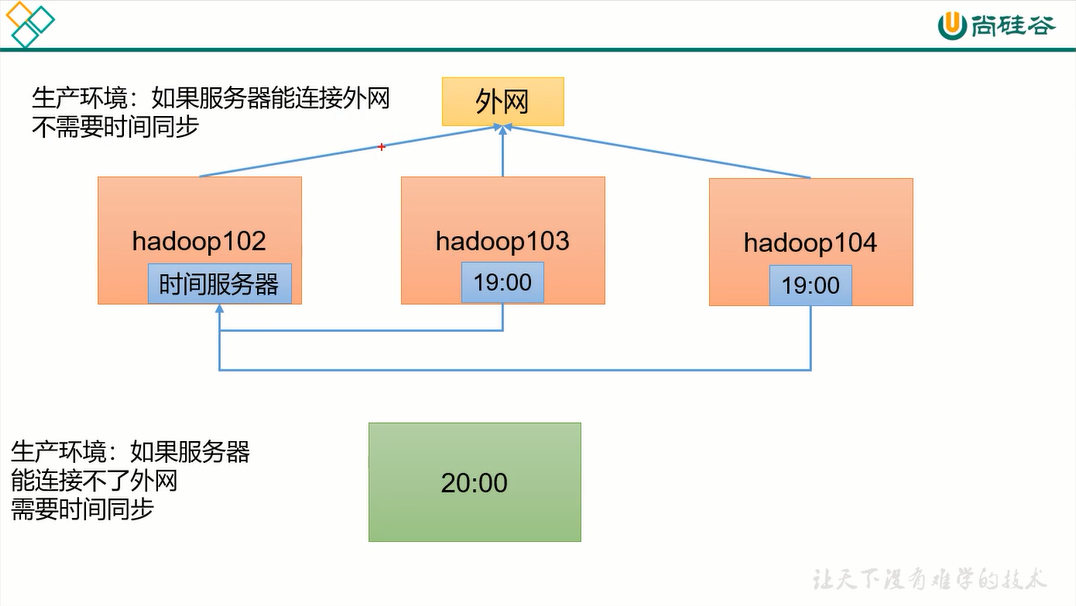 尚硅谷
生产环境：如果服务器能连接外网
不需要时间同步
外网
hadoop102
时间服务器
hadoop103
19:00
hadoop104
19:00
生产环境：如果服务器
能连接不了外网
需要时间同步
20:00
让天下没有难学的技术